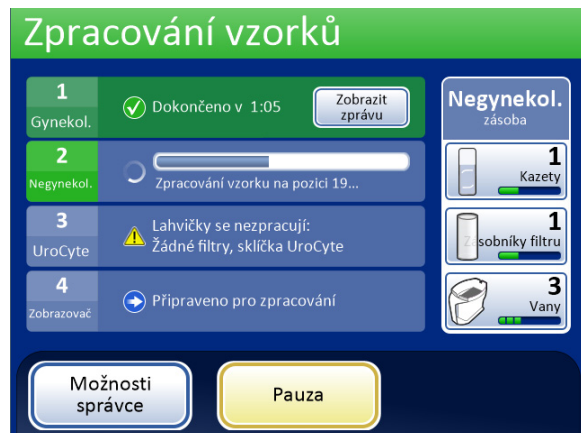 Zpracování vzorků
1
Gynekol.
Dokončeno v 1:05
Zobrazit
zprávu
2
Negynekol.
Zpracování vzorku na pozici 19...
3
UroCyte
Lahvičky se nezpracují:
Žádné filtry, sklíčka UroCyte
4
Zobrazovač
Připraveno pro zpracování
Negynekol.
zásoba
1
Kazety
1
Zásobníky filtru
3
Vany
Možnosti
správce
Pauza